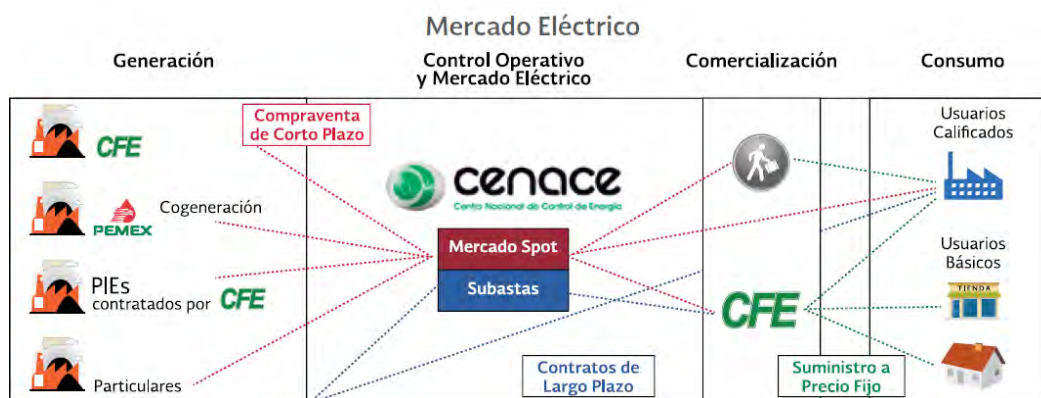 Mercado Eléctrico
Generación
Control Operativo
y Mercado Eléctrico
Comercialización
Consumo
Compraventa
de Corto Plazo
CFE
PEMEX
Cogeneración
PIEs
contratados por CFE
Particulares
cenace
Centro Nacional de Control de Energía
Mercado Spot
Subastas
Contratos de
Largo Plazo
CFE
Suministro a
Precio Fijo
Usuarios
Calificados
Usuarios
Básicos
TIENDA